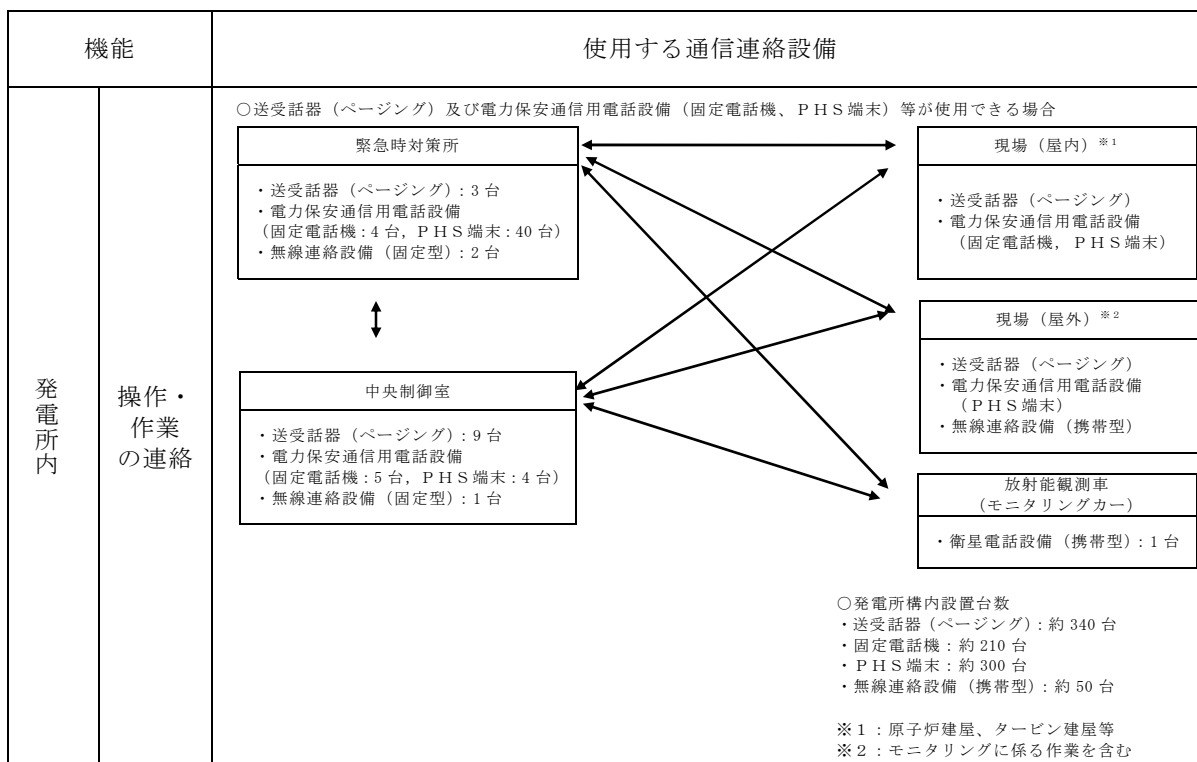 機能
使用する通信連絡設備
発電所内
操作・
作業
の連絡
○送受話器（ページング）及び電力保安通信用電話設備（固定電話機、ＰＨＳ端末）等が使用できる場合
緊急時対策所
・送受話器（ページング）：3 台
・電力保安通信用電話設備
（固定電話機：4 台，ＰＨＳ端末：40 台）
・無線連絡設備（固定型）：2 台
中央制御室
・送受話器（ページング）：9 台
・電力保安通信用電話設備
（固定電話機：5 台，ＰＨＳ端末：4 台）
・無線連絡設備（固定型）：1 台
現場（屋内）※1
・送受話器（ページング）
・電力保安通信用電話設備
（固定電話機，ＰＨＳ端末）
現場（屋外）※2
・送受話器（ページング）
・電力保安通信用電話設備
（ＰＨＳ端末）
・無線連絡設備（携帯型）
放射能観測車
（モニタリングカー）
・衛星電話設備（携帯型）：1 台
○発電所構内設置台数
・送受話器（ページング）：約 340 台
・固定電話機：約 210 台
・ＰＨＳ端末：約 300 台
・無線連絡設備（携帯型）：約 50 台
※１：原子炉建屋、タービン建屋等
※２：モニタリングに係る作業を含む